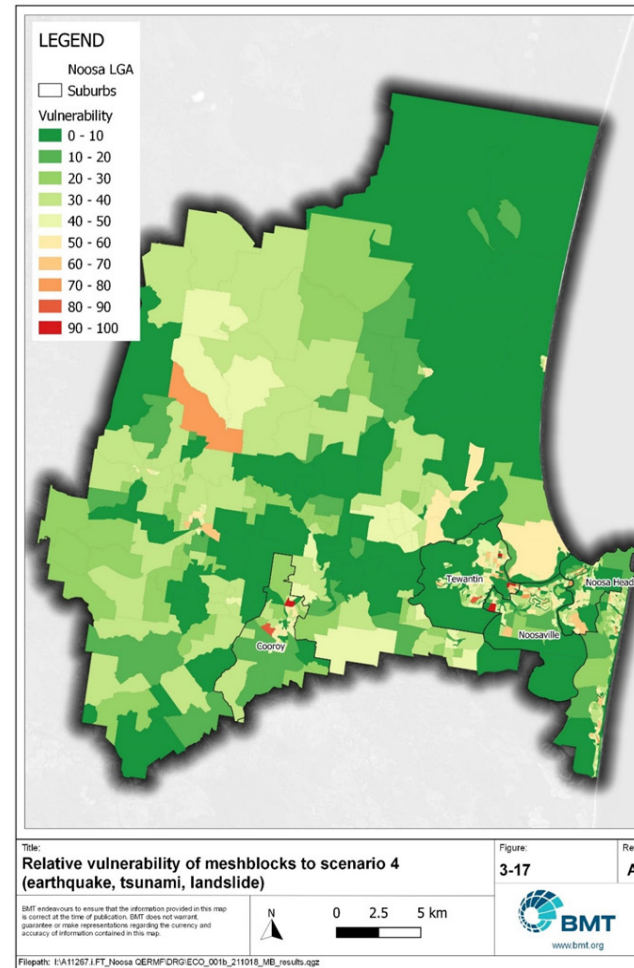 LEGEND
Noosa LGA
Suburbs
Vulnerability
0 - 10
10 - 20
20 - 30
30 - 40
40 - 50
50 - 60
60 - 70
70 - 80
80 - 90
90 - 100
Tewantin
Noosa Head
Noosaville
Cooroy
Title:
Relative vulnerability of meshblocks to scenario 4
(earthquake, tsunami, landslide)
Figure:
3-17
Re
A
BMT endeavours to ensure that the information provided in this map
is correct at the time of publication. BMT does not warrant,
guarantee or make representations regarding the currency and
accuracy of information contained in this map.
N
0 2.5 5 km
BMT
www.bmt.org
Filepath: I:\A11267.I.FT_Noosa QERMF\DRG\ECO_001b_211018_MB_results.qgz